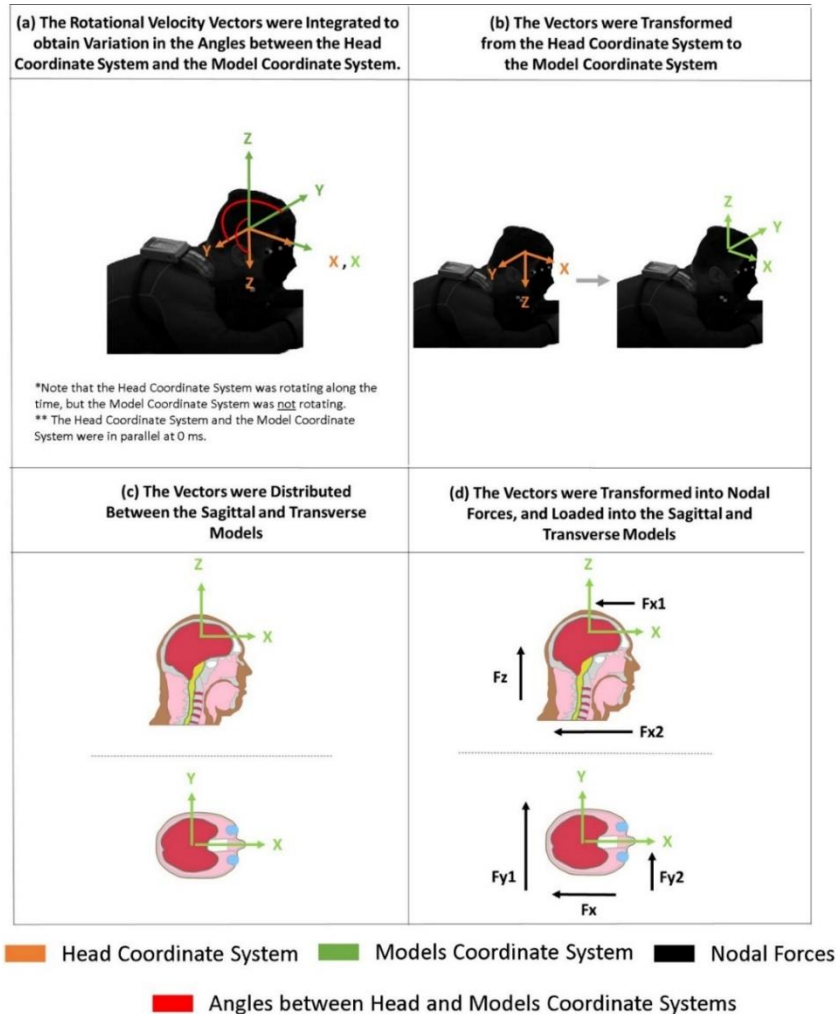 (a) The Rotational Velocity Vectors were Integrated to
obtain Variation in the Angles between the Head
Coordinate System and the Model Coordinate System.
(b) The Vectors were Transformed
from the Head Coordinate System to
the Model Coordinate System
Z
Y
Y
X , X
Z
*Note that the Head Coordinate System was rotating along the
time, but the Model Coordinate System was not rotating.
** The Head Coordinate System and the Model Coordinate
System were in parallel at 0 ms.
Y
X
Z
Z
Y
X
(c) The Vectors were Distributed
Between the Sagittal and Transverse
Models
Z
X
Y
X
(d) The Vectors were Transformed into Nodal
Forces, and Loaded into the Sagittal and
Transverse Models
Z
Fx1
X
Fz
Fx2
Y
X
Fy1
Fy2
Fx
Head Coordinate System
Models Coordinate System
Nodal Forces
Angles between Head and Models Coordinate Systems